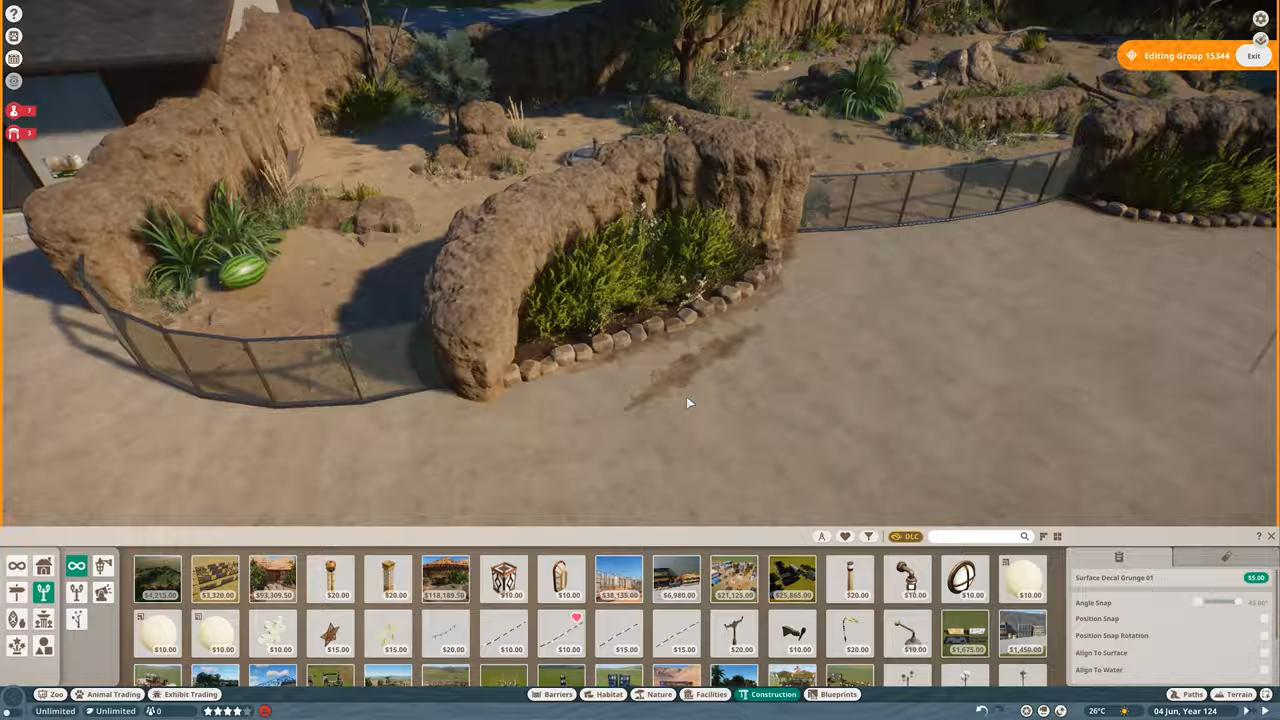 ?
Editing Group 15344
Exit
7
3
A
DLC
? ×
$4,215.00 $3,320.00 $93,309.50 $20.00 $20.00 $118,189.50 $10.00 $10.00 $38,135.00 $6,980.00 $21,125.00 $25,865.00 $20.00 $10.00 $10.00 $10.00
$10.00 $10.00 $10.00 $15.00 $15.00 $20.00 $10.00 $10.00 $15.00 $15.00 $20.00 $10.00 $20.00 $10.00 $1,675.00 $1,450.00
Surface Decal Grunge 01 $5.00
Angle Snap 45.00°
Position Snap
Position Snap Rotation
Align To Surface
Align To Water
Zoo Animal Trading Exhibit Trading Barriers Habitat Nature Facilities Construction Blueprints Paths Terrain
Unlimited Unlimited 0 26°C 04 Jun, Year 124